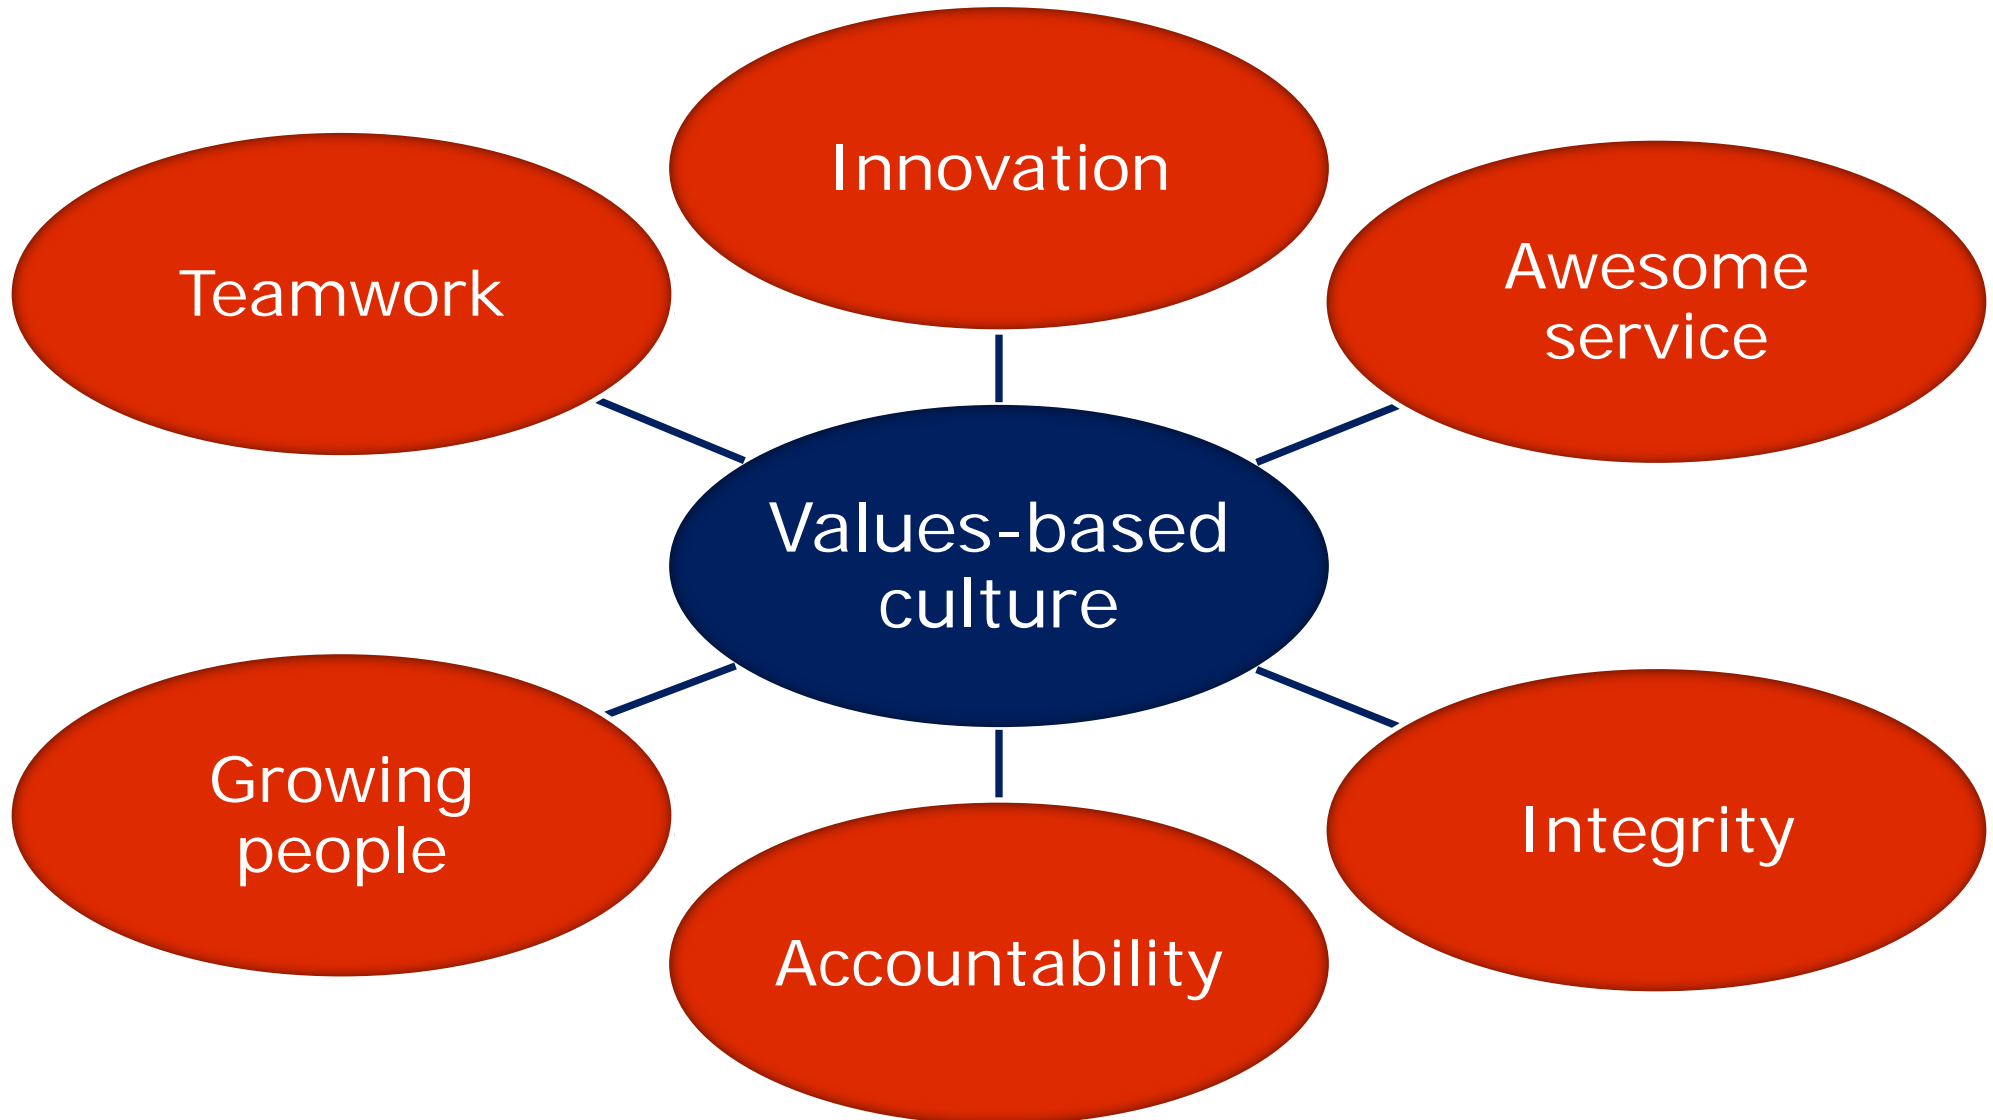 Innovation
Teamwork
Awesome
service
Values-based
culture
Growing
people
Integrity
Accountability